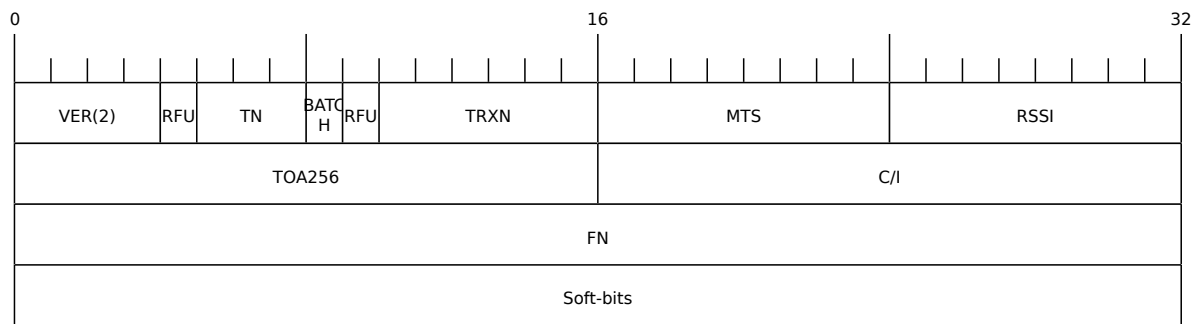 0 16 32
VER(2) RFU TN BATC RFU TRXN MTS RSSI
H
TOA256 C/I
FN
Soft-bits